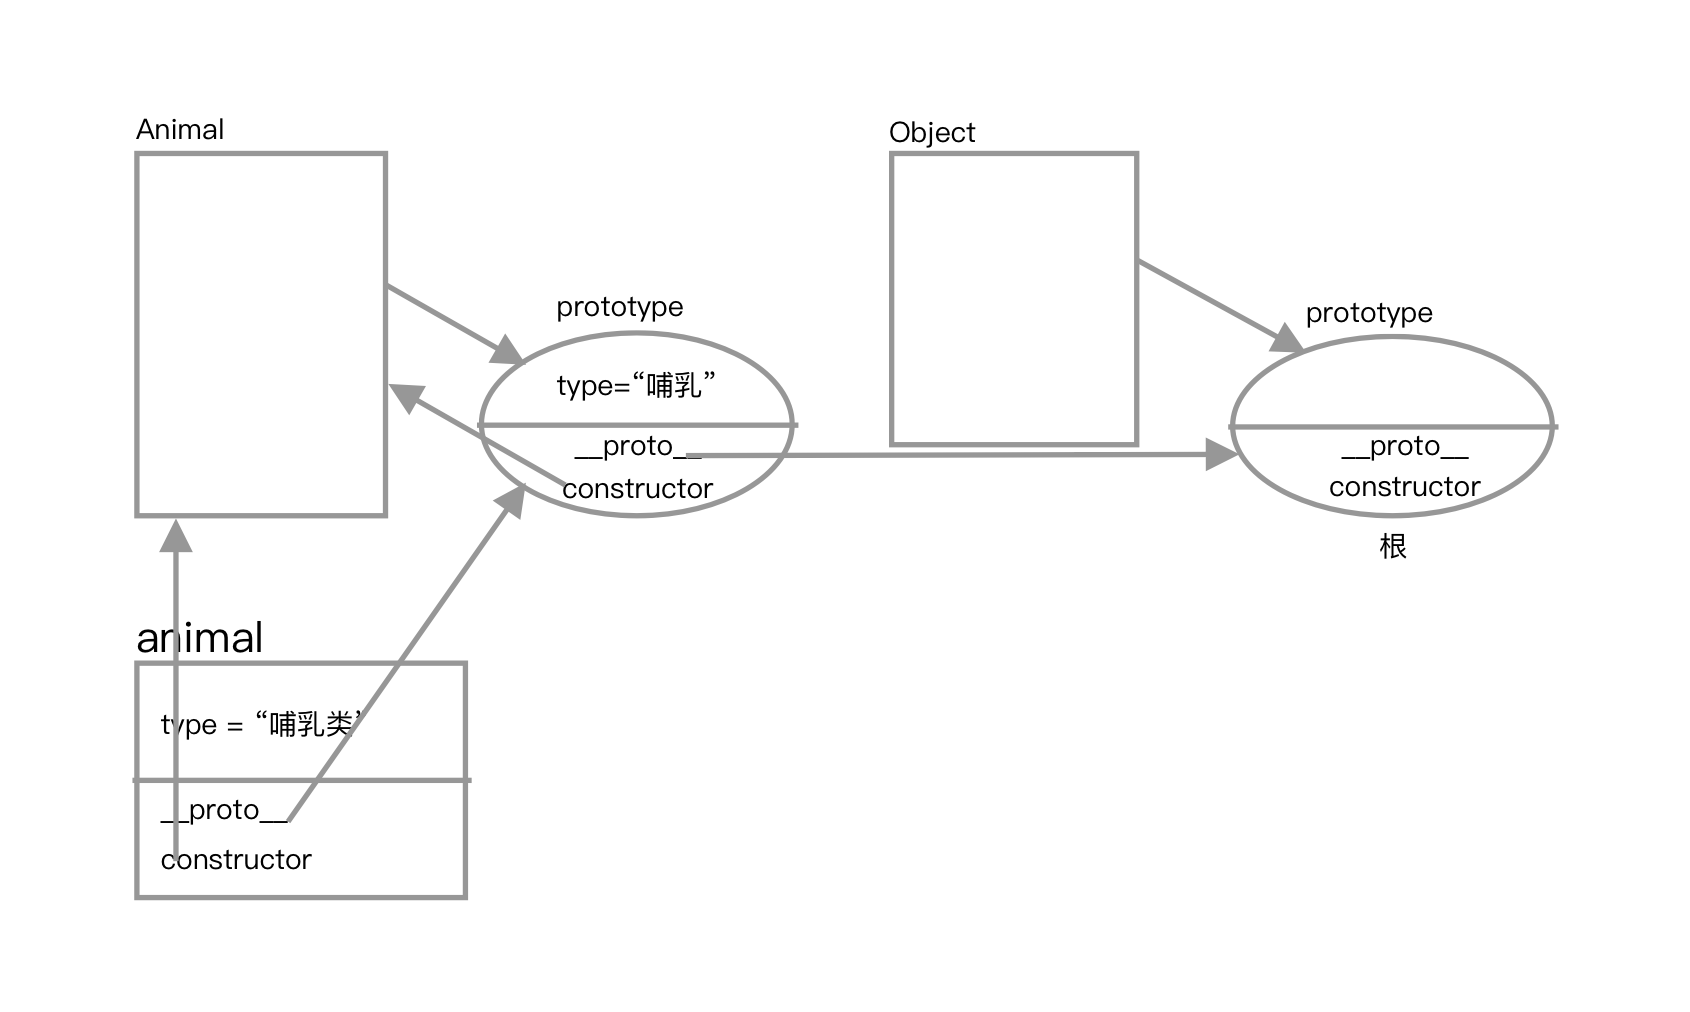 Animal
Object
prototype
type=“哺乳”
__proto__
constructor
prototype
__proto__
constructor
根
animal
type = “哺乳类”
__proto__
constructor